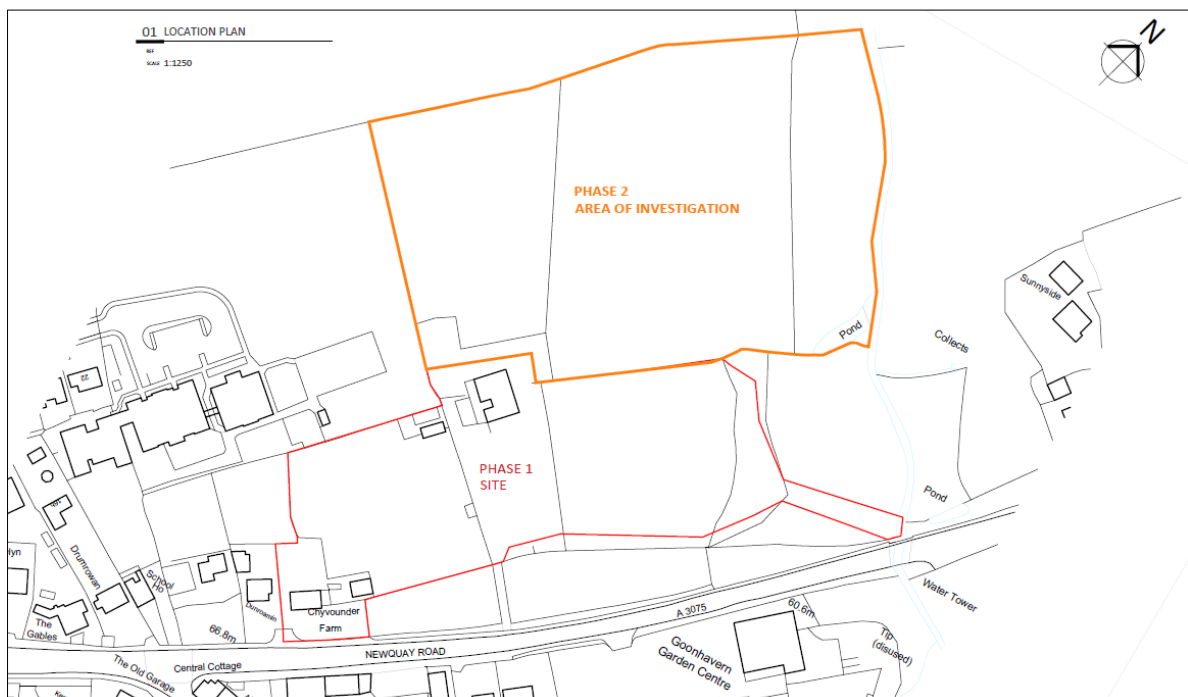 01 LOCATION PLAN
REF
SCALE 1:1250
N
PHASE 2
AREA OF INVESTIGATION
Sunnyside
Pond
Collects
22
PHASE 1
SITE
Pond
Drumrowan
School
Ho
Dunroamin
Chyvounder
Farm
The
Gables
66.8m
A 3075
60.6m
Water Tower
Tip
(disused)
NEWQUAY ROAD
Goonhavern
Garden Centre
The Old Garage
Central Cottage